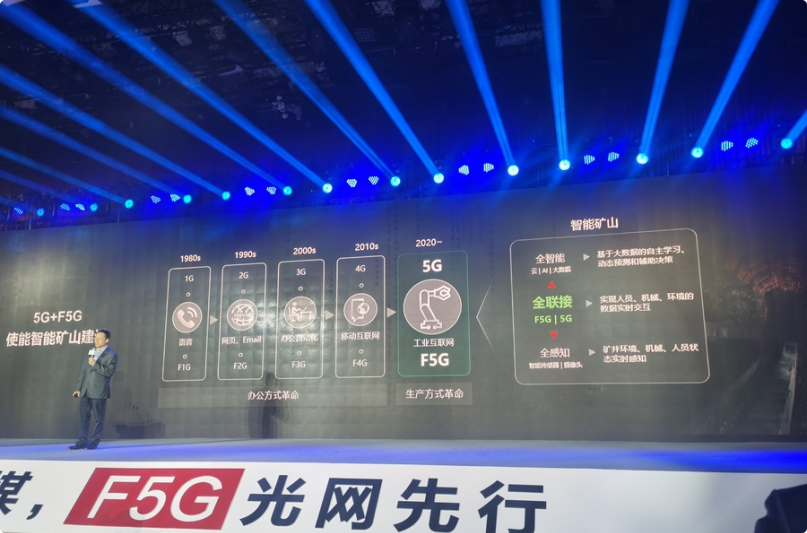 5G+F5G
使能智能矿山建
1980s
1G
语音
F1G
1990s
2G
网页、Email
F2G
2000s
3G
办公自动化
F3G
2010s
4G
移动互联网
F4G
2020~
5G
工业互联网
F5G
办公方式革命
生产方式革命
智能矿山
全智能
云|AI|大数据
基于大数据的自主学习、
动态预测和辅助决策
全联接
F5G | 5G
实现人员、机械、环境的
数据实时交互
全感知
智能传感器|摄像头
矿井环境、机械、人员状
态实时感知
煤，F5G光网先行